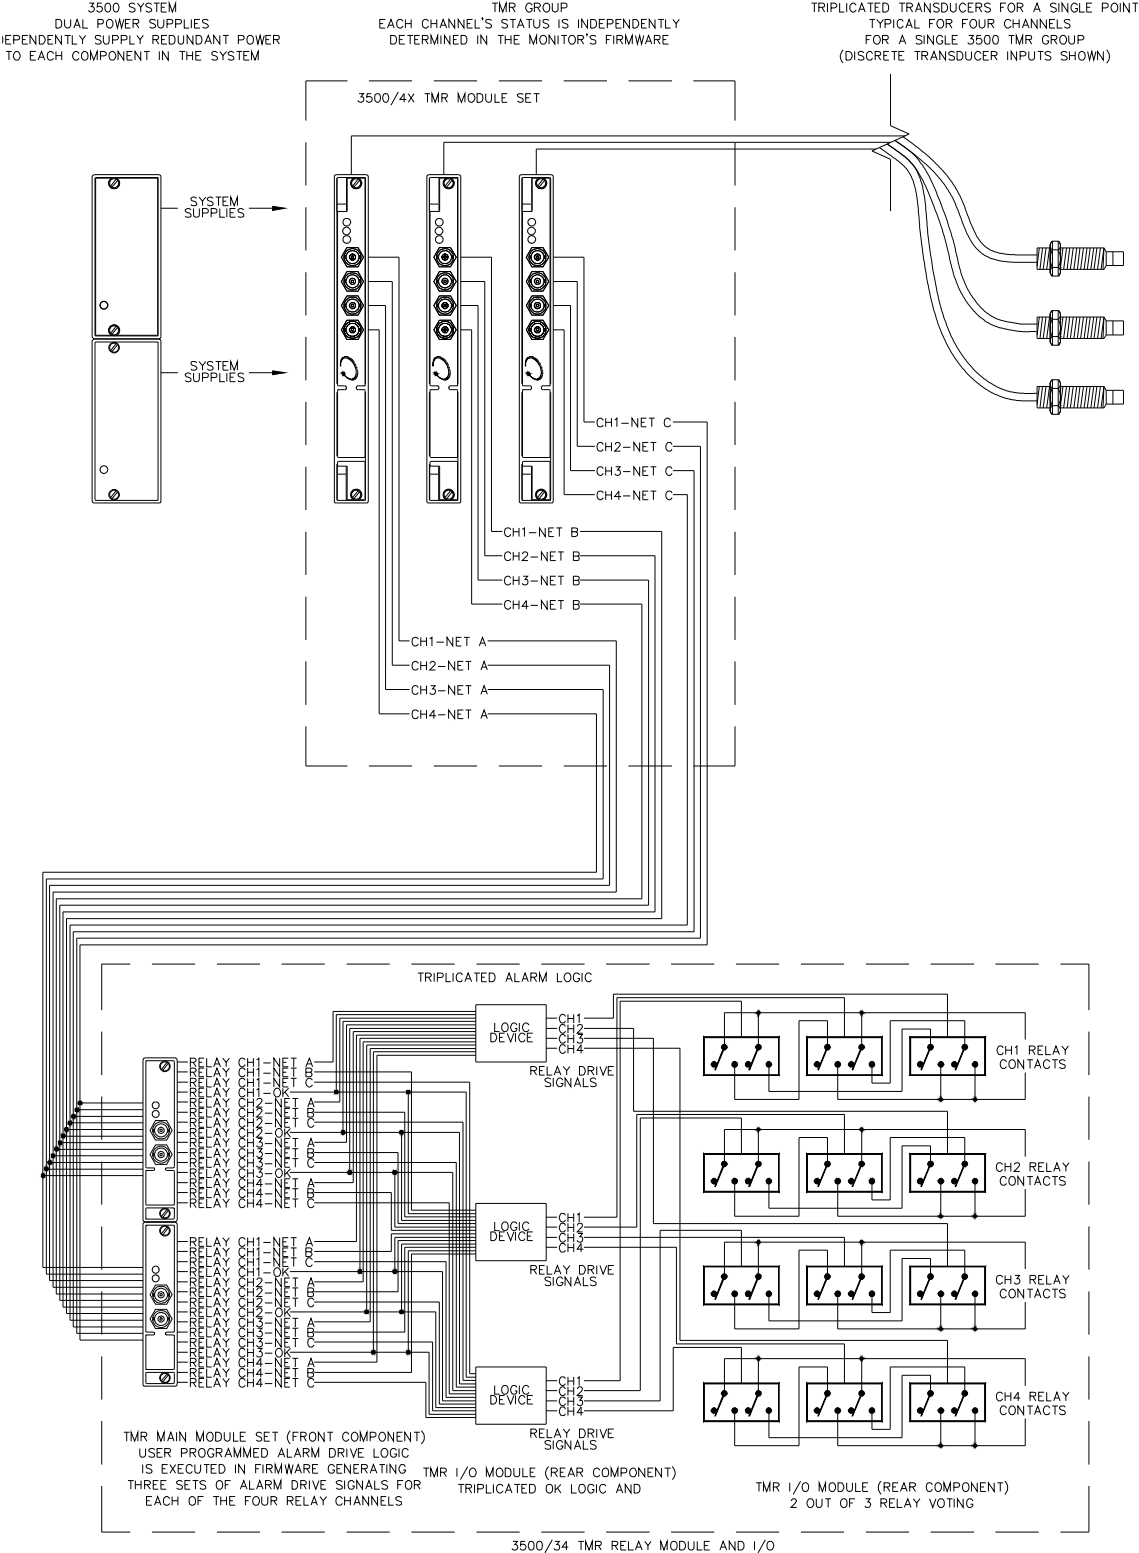 3500 SYSTEM
DUAL POWER SUPPLIES
EPENDENTLY SUPPLY REDUNDANT POWER
TO EACH COMPONENT IN THE SYSTEM
TMR GROUP
EACH CHANNEL'S STATUS IS INDEPENDENTLY
DETERMINED IN THE MONITOR'S FIRMWARE
TRIPLICATED TRANSDUCERS FOR A SINGLE POINT
TYPICAL FOR FOUR CHANNELS
FOR A SINGLE 3500 TMR GROUP
(DISCRETE TRANSDUCER INPUTS SHOWN)
3500/4X TMR MODULE SET
SYSTEM
SUPPLIES
SYSTEM
SUPPLIES
CH1-NET C
CH2-NET C
CH3-NET C
CH4-NET C
CH1-NET B
CH2-NET B
CH3-NET B
CH4-NET B
CH1-NET A
CH2-NET A
CH3-NET A
CH4-NET A
TRIPLICATED ALARM LOGIC
RELAY CH1-NET A
RELAY CH1-NET B
RELAY CH1-NET C
RELAY CH1-OK
RELAY CH2-NET A
RELAY CH2-NET B
RELAY CH2-NET C
RELAY CH2-OK
RELAY CH3-NET A
RELAY CH3-NET B
RELAY CH3-NET C
RELAY CH3-OK
RELAY CH4-NET A
RELAY CH4-NET B
RELAY CH4-NET C
RELAY CH1-NET A
RELAY CH1-NET B
RELAY CH1-NET C
RELAY CH1-OK
RELAY CH2-NET A
RELAY CH2-NET B
RELAY CH2-NET C
RELAY CH2-OK
RELAY CH3-NET A
RELAY CH3-NET B
RELAY CH3-NET C
RELAY CH3-OK
RELAY CH4-NET A
RELAY CH4-NET B
RELAY CH4-NET C
LOGIC
DEVICE
CH1
CH2
CH3
CH4
RELAY DRIVE
SIGNALS
LOGIC
DEVICE
CH1
CH2
CH3
CH4
RELAY DRIVE
SIGNALS
LOGIC
DEVICE
CH1
CH2
CH3
CH4
RELAY DRIVE
SIGNALS
CH1 RELAY
CONTACTS
CH2 RELAY
CONTACTS
CH3 RELAY
CONTACTS
CH4 RELAY
CONTACTS
TMR MAIN MODULE SET (FRONT COMPONENT)
USER PROGRAMMED ALARM DRIVE LOGIC
IS EXECUTED IN FIRMWARE GENERATING
THREE SETS OF ALARM DRIVE SIGNALS FOR
EACH OF THE FOUR RELAY CHANNELS
TMR I/O MODULE (REAR COMPONENT)
TRIPLICATED OK LOGIC AND
TMR I/O MODULE (REAR COMPONENT)
2 OUT OF 3 RELAY VOTING
3500/34 TMR RELAY MODULE AND I/O